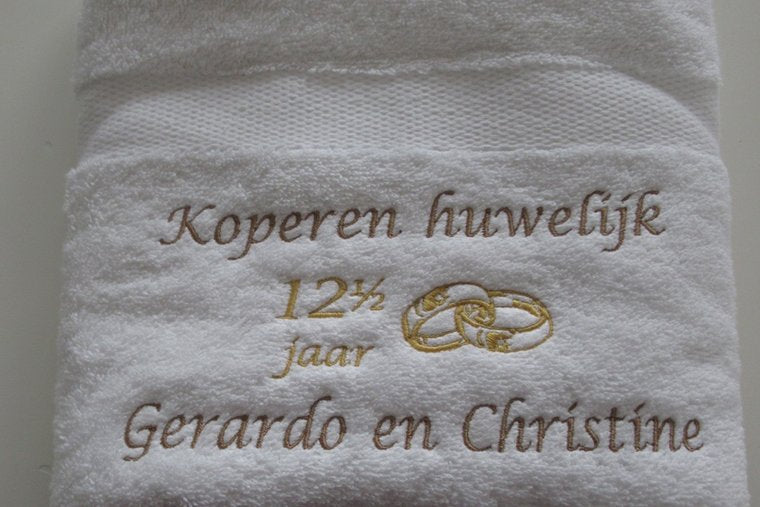 Koperen huwelijk
12½
jaar
Gerardo en Christine